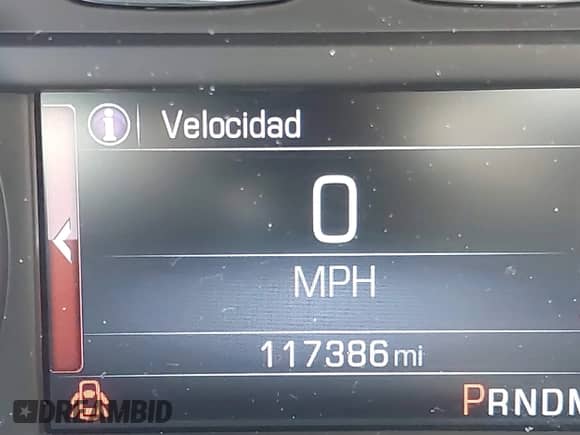 Velocidad
0
MPH
117386 mi
PRNDM
DREAMBID